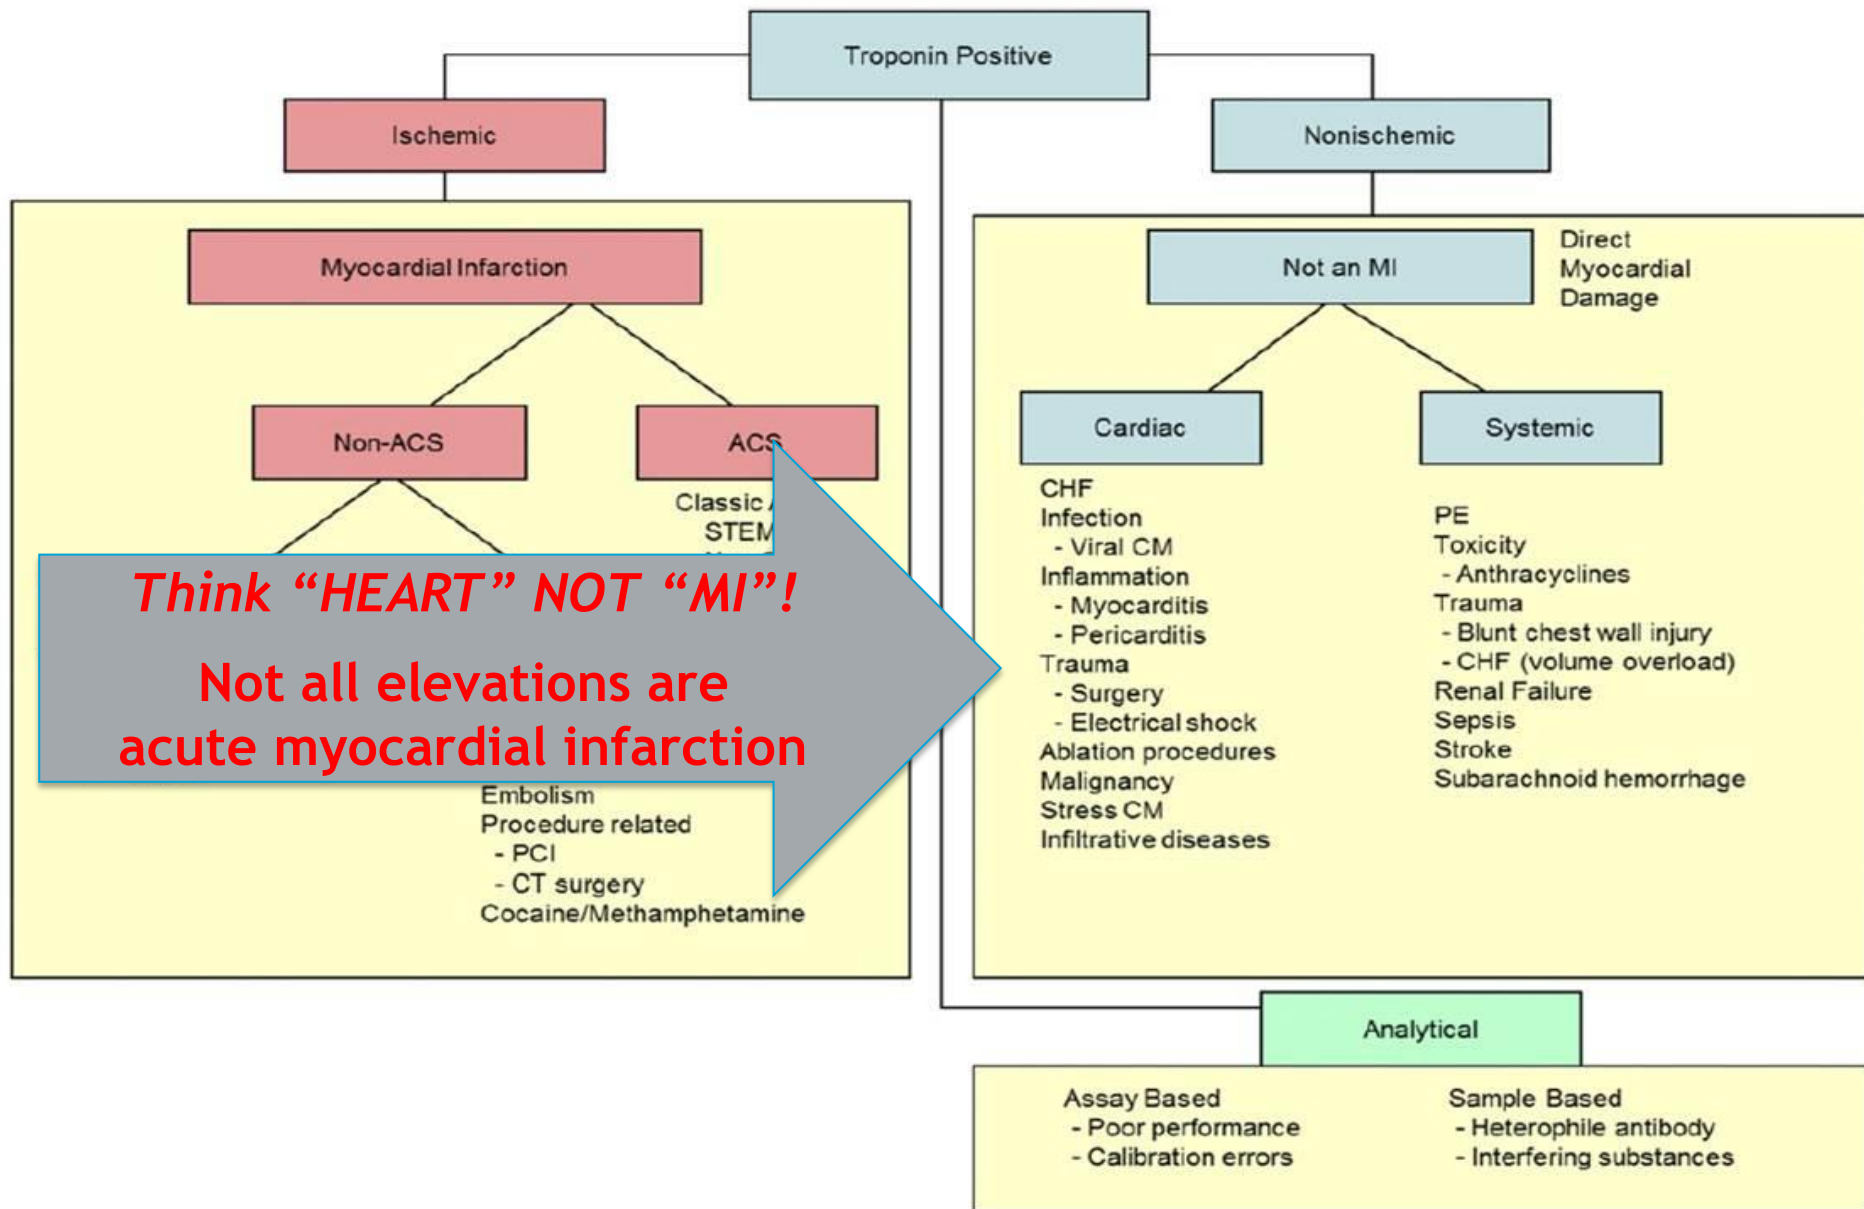 Troponin Positive
Ischemic
Nonischemic
Myocardial Infarction
Non-ACS
ACS
Classic
STEM
Think “HEART” NOT “MI”!
Not all elevations are
acute myocardial infarction
Embolism
Procedure related
- PCI
- CT surgery
Cocaine/Methamphetamine
Not an MI
Direct
Myocardial
Damage
Cardiac
CHF
Infection
- Viral CM
Inflammation
- Myocarditis
- Pericarditis
Trauma
- Surgery
- Electrical shock
Ablation procedures
Malignancy
Stress CM
Infiltrative diseases
Systemic
PE
Toxicity
- Anthracyclines
Trauma
- Blunt chest wall injury
- CHF (volume overload)
Renal Failure
Sepsis
Stroke
Subarachnoid hemorrhage
Analytical
Assay Based
- Poor performance
- Calibration errors
Sample Based
- Heterophile antibody
- Interfering substances